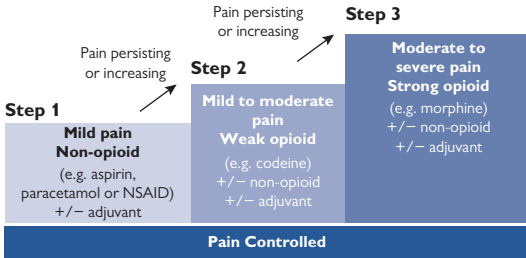 Step 1
Mild pain
Non-opioid
(e.g. aspirin,
paracetamol or NSAID)
+/− adjuvant
Pain persisting
or increasing
Step 2
Mild to moderate
pain
Weak opioid
(e.g. codeine)
+/− non-opioid
+/− adjuvant
Pain persisting
or increasing
Step 3
Moderate to
severe pain
Strong opioid
(e.g. morphine)
+/− non-opioid
+/− adjuvant
Pain Controlled